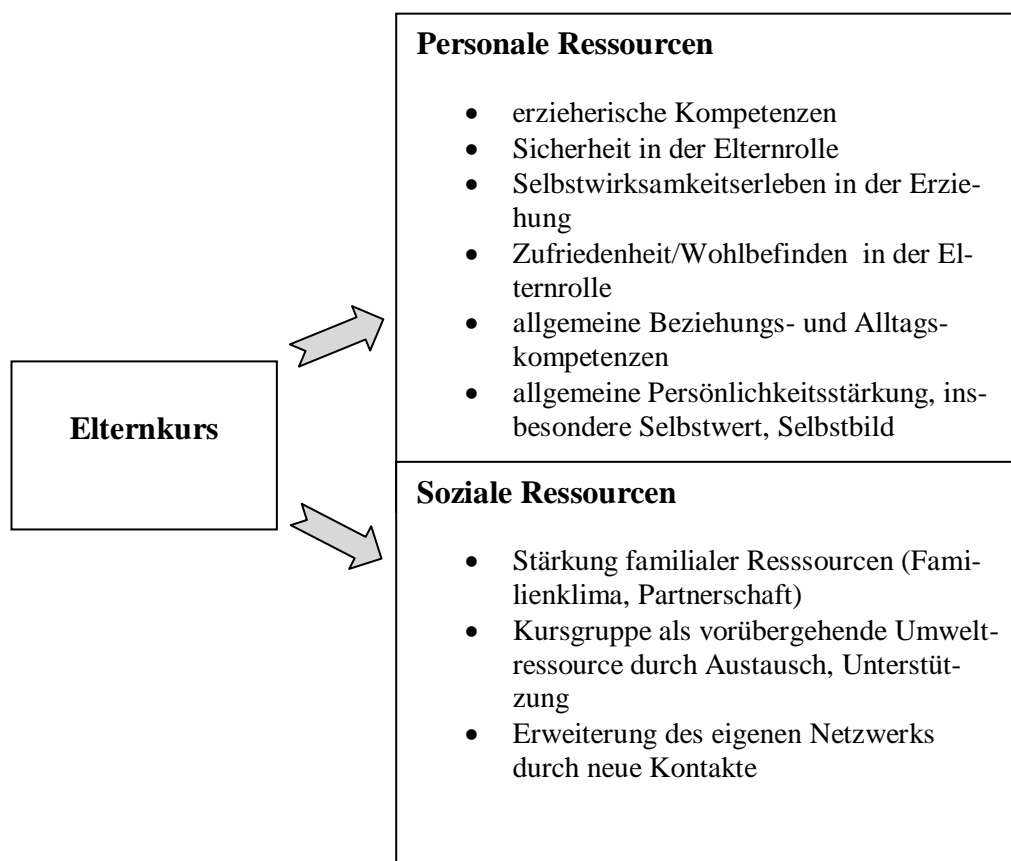 Elternkurs
Personale Ressourcen
• erzieherische Kompetenzen
• Sicherheit in der Elternrolle
• Selbstwirksamkeitserleben in der Erzie-
hung
• Zufriedenheit/Wohlbefinden in der El-
ternrolle
• allgemeine Beziehungs- und Alltags-
kompetenzen
• allgemeine Persönlichkeitsstärkung, ins-
besondere Selbstwert, Selbstbild
Soziale Ressourcen
• Stärkung familialer Resssourcen (Fami-
lienklima, Partnerschaft)
• Kursgruppe als vorübergehende Umwelt-
ressource durch Austausch, Unterstüt-
zung
• Erweiterung des eigenen Netzwerks
durch neue Kontakte